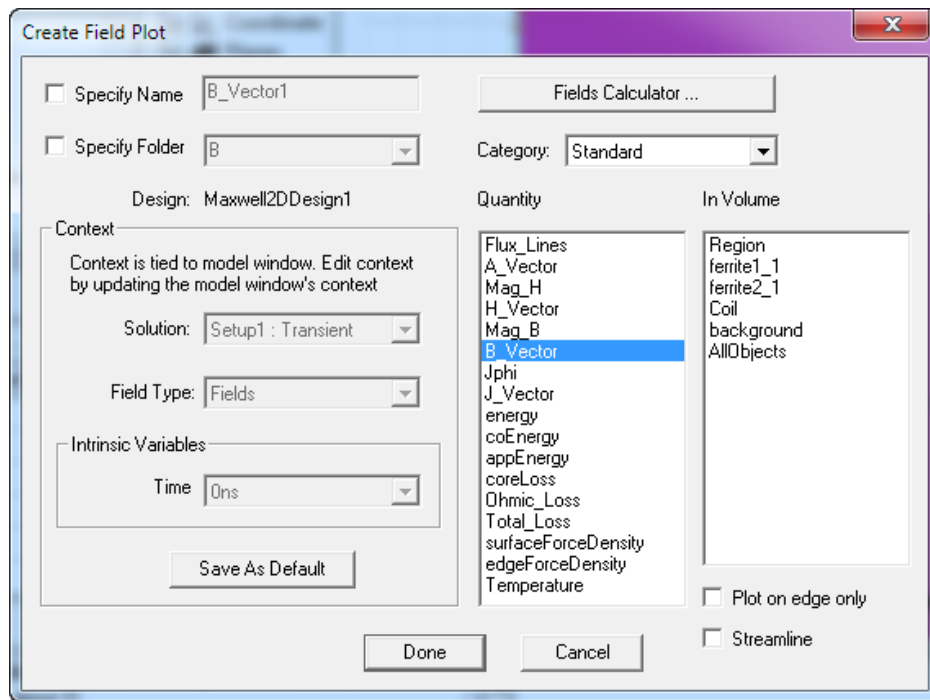 Create Field Plot
Specify Name
B_Vector1
Fields Calculator ...
Specify Folder
B
Category:
Standard
Design:
Maxwell2DDesign1
Quantity
In Volume
Context
Context is tied to model window. Edit context
by updating the model window's context
Solution:
Setup1 : Transient
Field Type:
Fields
Intrinsic Variables
Time
0ns
Save As Default
Flux_Lines
A_Vector
Mag_H
H_Vector
Mag_B
B_Vector
Jphi
J_Vector
energy
coEnergy
appEnergy
coreLoss
Ohmic_Loss
Total_Loss
surfaceForceDensity
edgeForceDensity
Temperature
Region
ferrite1_1
ferrite2_1
Coil
background
AllObjects
Plot on edge only
Streamline
Done
Cancel